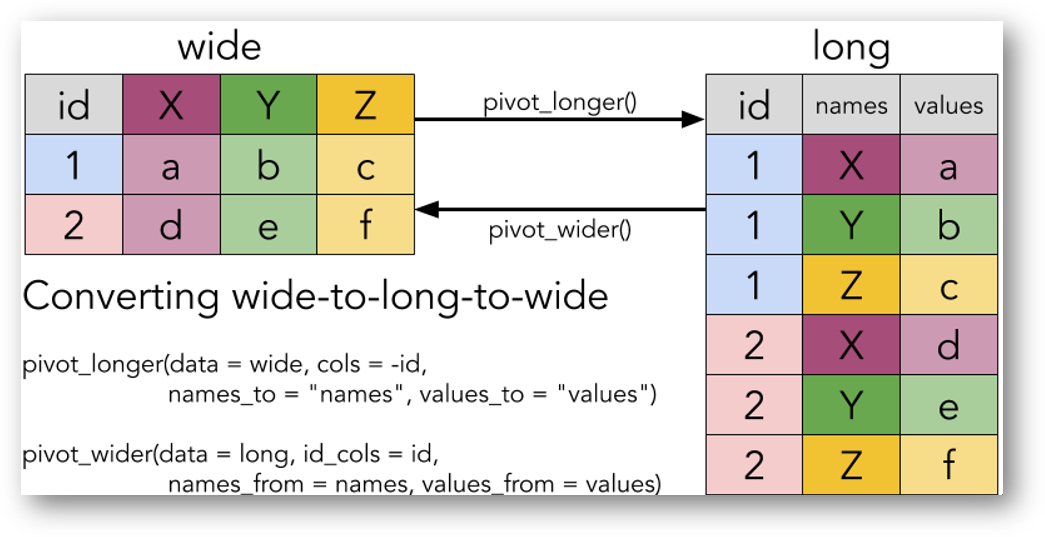 wide
id X Y Z
1 a b c
2 d e f
pivot_longer()
pivot_wider()
long
id names values
1 X a
1 Y b
1 Z c
2 X d
2 Y e
2 Z f
Converting wide-to-long-to-wide
pivot_longer(data = wide, cols = -id,
names_to = "names", values_to = "values")
pivot_wider(data = long, id_cols = id,
names_from = names, values_from = values)